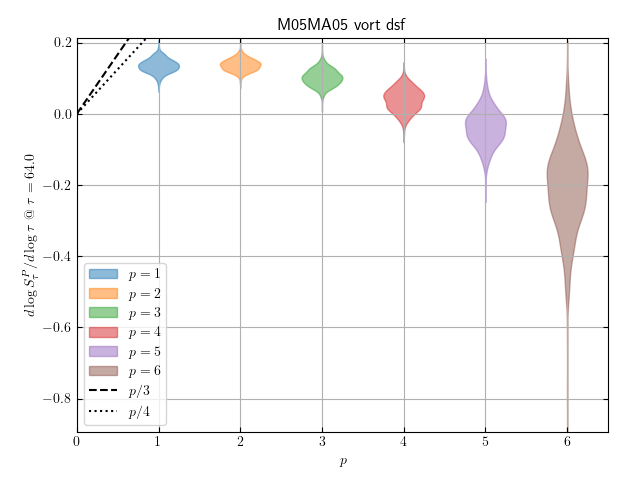 M05MA05 vort dsf
d log S_τ^P / d log τ @ τ = 64.0
0.2
0.0
−0.2
−0.4
−0.6
−0.8
p = 1
p = 2
p = 3
p = 4
p = 5
p = 6
p/3
p/4
0 1 2 3 4 5 6
p